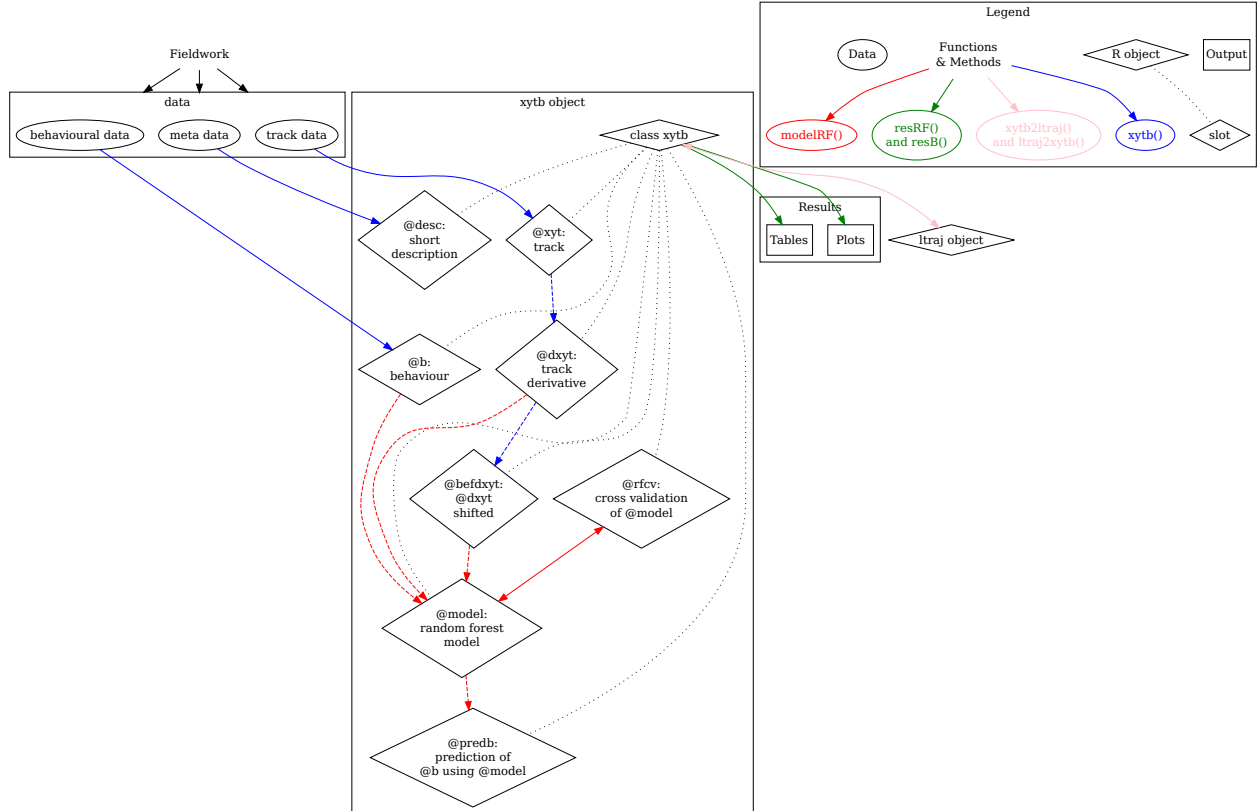 Fieldwork
data
behavioural data
meta data
track data
xytb object
class xytb
@desc:
short
description
@xyt:
track
@b:
behaviour
@dxyt:
track
derivative
@befdxyt:
@dxyt
shifted
@rfcv:
cross validation
of @model
@model:
random forest
model
@predb:
prediction of
@b using @model
Legend
Data
Functions
& Methods
R object
Output
modelRF()
resRF()
and resB()
xytb2ltraj()
and ltraj2xytb()
xytb()
slot
Results
Tables
Plots
ltraj object